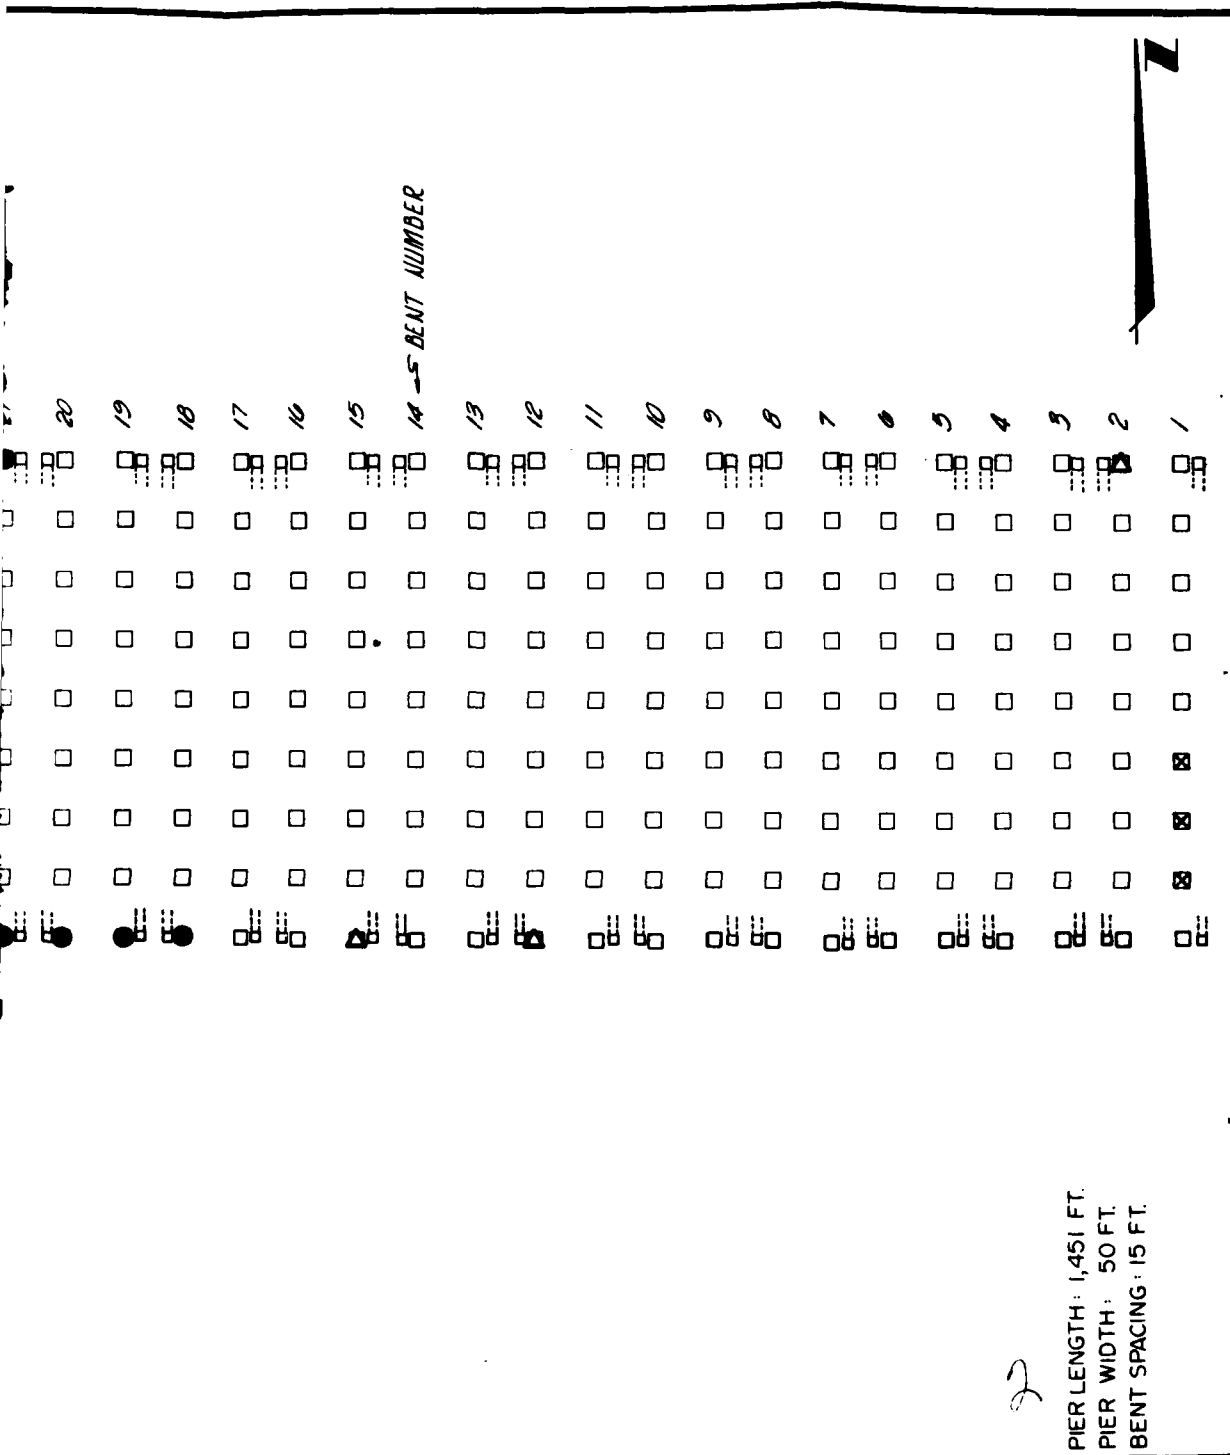 N
BENT NUMBER
20 19 18 17 16 15 14 13 12 11 10 9 8 7 6 5 4 3 2 1
2
PIER LENGTH: 1,451 FT.
PIER WIDTH: 50 FT.
BENT SPACING: 15 FT.